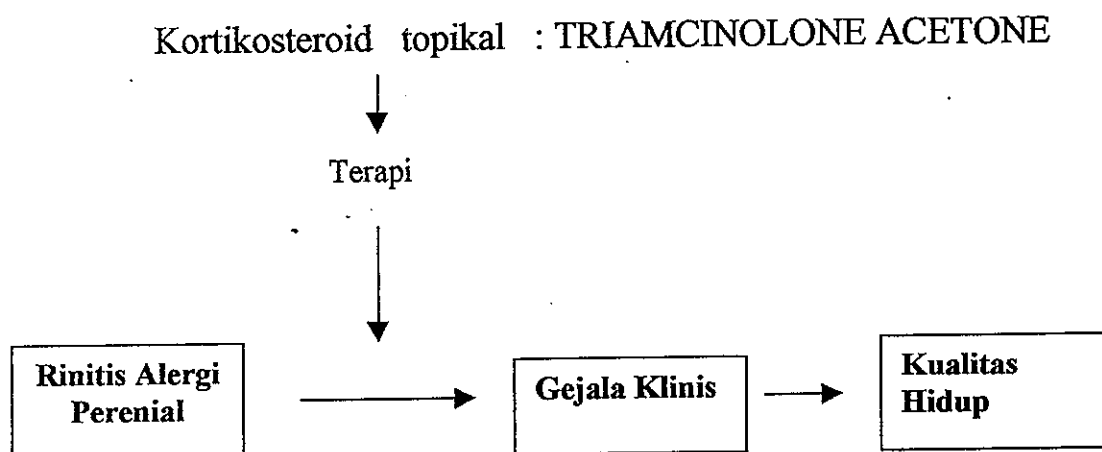 Kortikosteroid topikal : TRIAMCINOLONE ACETONE
Terapi
Rinitis Alergi
Perenial
Gejala Klinis
Kualitas
Hidup